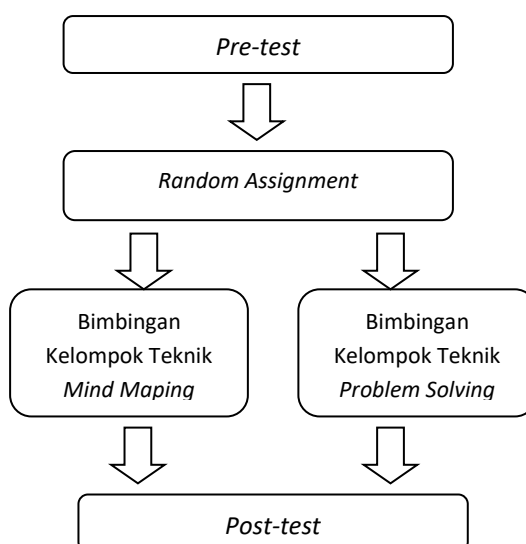 Pre-test
Random Assignment
Bimbingan
Kelompok Teknik
Mind Maping
Bimbingan
Kelompok Teknik
Problem Solving
Post-test